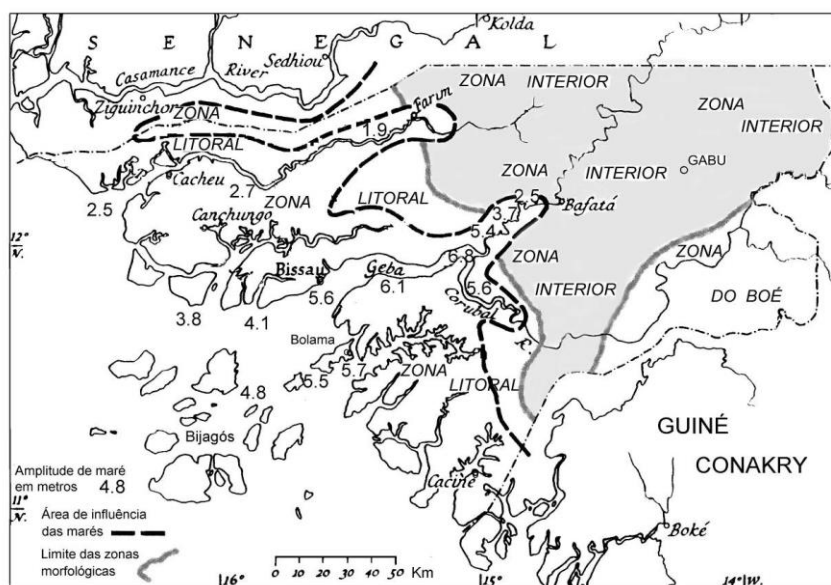 Kolda
S E N E G A L
Sedhiou
Casamance River
Ziguinchor
ZONA INTERIOR
ZONA
Farim
1.9
ZONA INTERIOR
LITORAL
ZONA
INTERIOR
GABU
Cacheu
2.7
LITORAL
2.5
ZONA
2.5
Bafatá
Canchungo
3.7
5.4
12°
N.
ZONA
ZONA
6.8
Bissau
Geba
INTERIOR
5.6
6.1
5.6
DO BOÉ
3.8
4.1
Corubal
R.
Bolama
5.7
ZONA
5.5
LITORAL
4.8
GUINÉ
CONAKRY
Bijagós
Amplitude de maré
em metros 4.8
Caciné
11°
N.
Área de influência
das marés
Boké
Limite das zonas
morfológicas
0 10 20 30 40 50 Km
16°
15°
14° W.